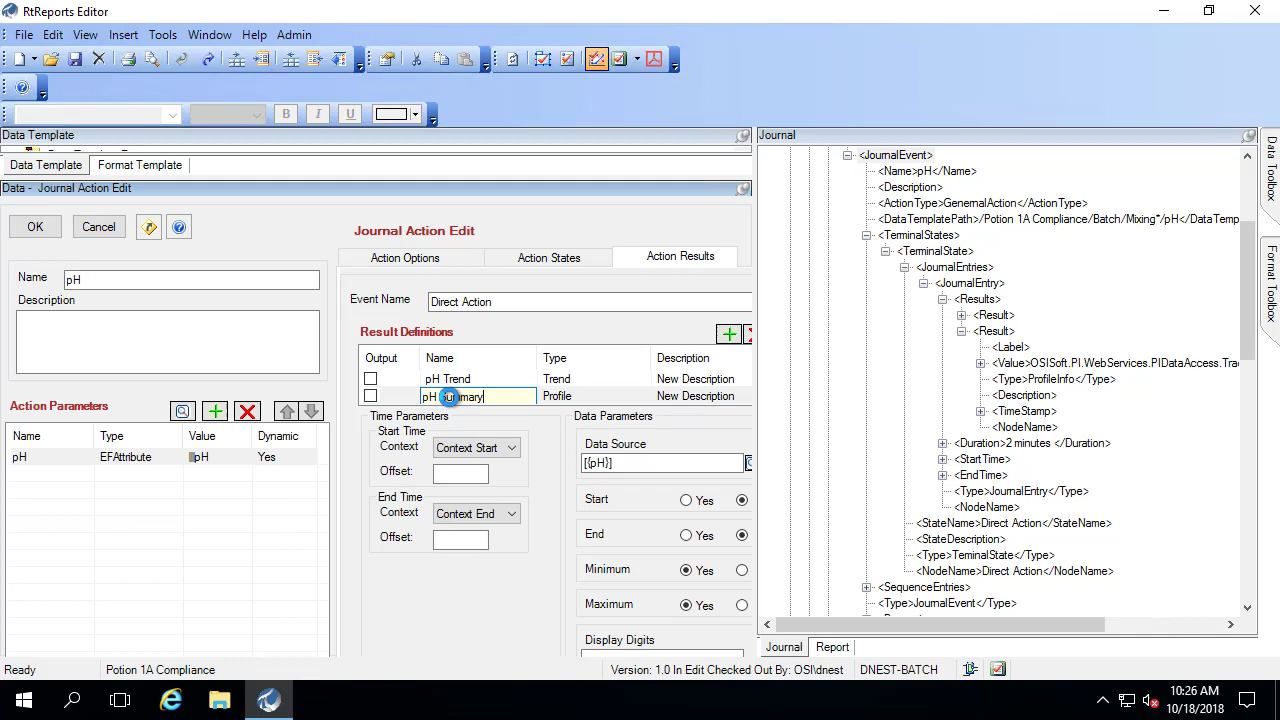 RtReports Editor
File Edit View Insert Tools Window Help Admin
B I U
Data Template
Data Template Format Template
Data - Journal Action Edit
OK Cancel
Name pH
Description
Action Parameters
Name Type Value Dynamic
pH EFAttribute pH Yes
Journal Action Edit
Action Options Action States Action Results
Event Name Direct Action
Result Definitions
Output Name Type Description
pH Trend Trend New Description
pH Summary Profile New Description
Time Parameters
Start Time
Context Context Start
Offset:
End Time
Context Context End
Offset:
Data Parameters
Data Source
[{pH}]
Start Yes
End Yes
Minimum Yes
Maximum Yes
Display Digits
Journal
<JournalEvent>
<Name>pH</Name>
<Description>
<ActionType>GenernalAction</ActionType>
<DataTemplatePath>/Potion 1A Compliance/Batch/Mixing*/pH</DataTemp
<TerminalStates>
<TerminalState>
<JournalEntries>
<JournalEntry>
<Results>
<Result>
<Result>
<Label>
<Value>OSISoft.PI.WebServices.PIDataAccess.Tra
<Type>ProfileInfo</Type>
<Description>
<TimeStamp>
<NodeName>
<Duration>2 minutes </Duration>
<StartTime>
<EndTime>
<Type>JournalEntry</Type>
<NodeName>
<StateName>Direct Action</StateName>
<StateDescription>
<Type>TeminalState</Type>
<NodeName>Direct Action</NodeName>
<SequenceEntries>
<Type>JournalEvent</Type>
Journal Report
Data Toolbox
Format Toolbox
Ready Potion 1A Compliance Version: 1.0 In Edit Checked Out By: OSI\dnest DNEST-BATCH
10:26 AM
10/18/2018